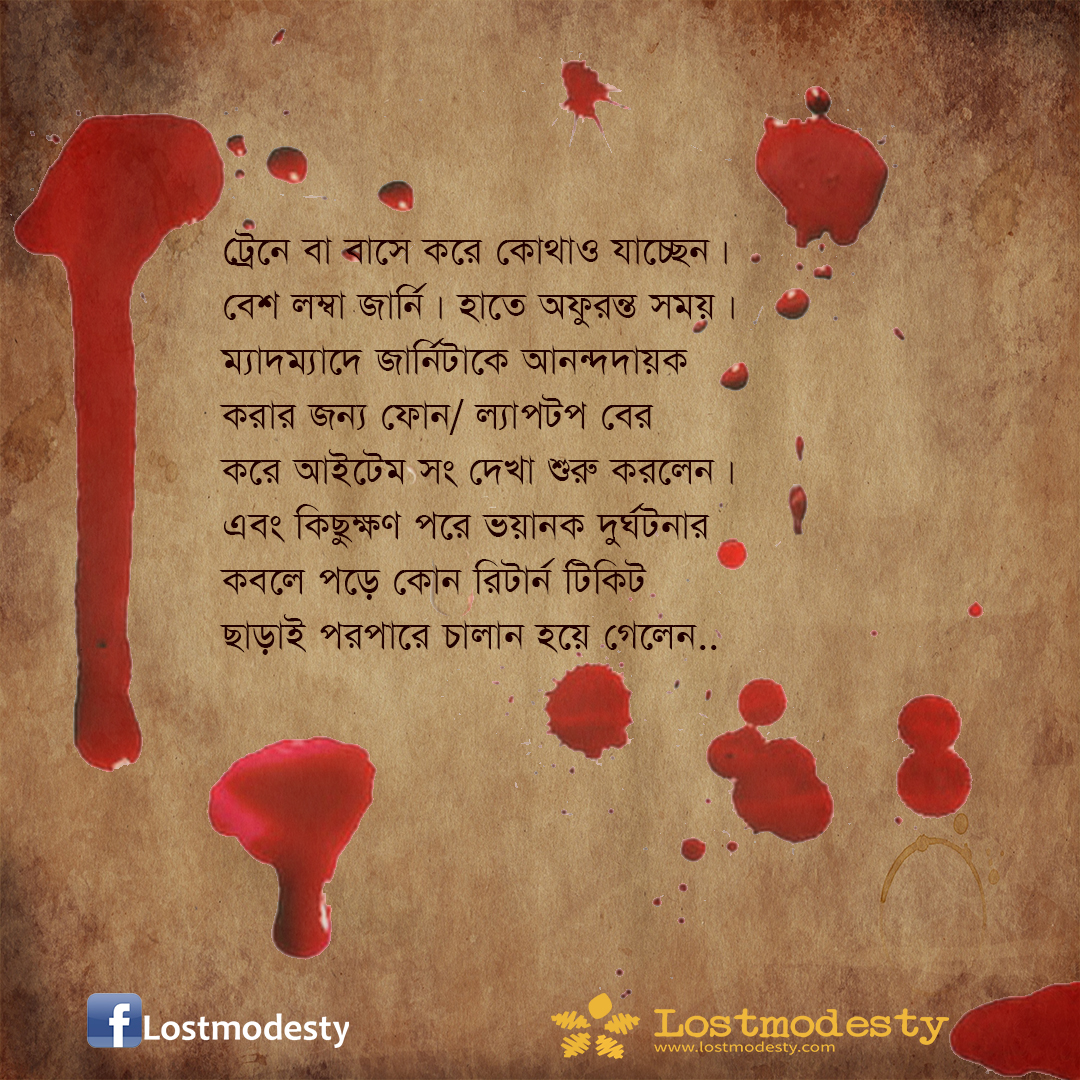 ট্রেনে বা বাসে করে কোথাও যাচ্ছেন।
বেশ লম্বা জার্নি। হাতে অফুরন্ত সময়।
ম্যাদম্যাদে জার্নিটাকে আনন্দদায়ক
করার জন্য ফোন/ ল্যাপটপ বের
করে আইটেম সং দেখা শুরু করলেন।
এবং কিছুক্ষণ পরে ভয়ানক দুর্ঘটনার
কবলে পড়ে কোন রিটার্ন টিকিট
ছাড়াই পরপারে চালান হয়ে গেলেন..
f Lostmodesty
Lostmodesty
www.lostmodesty.com